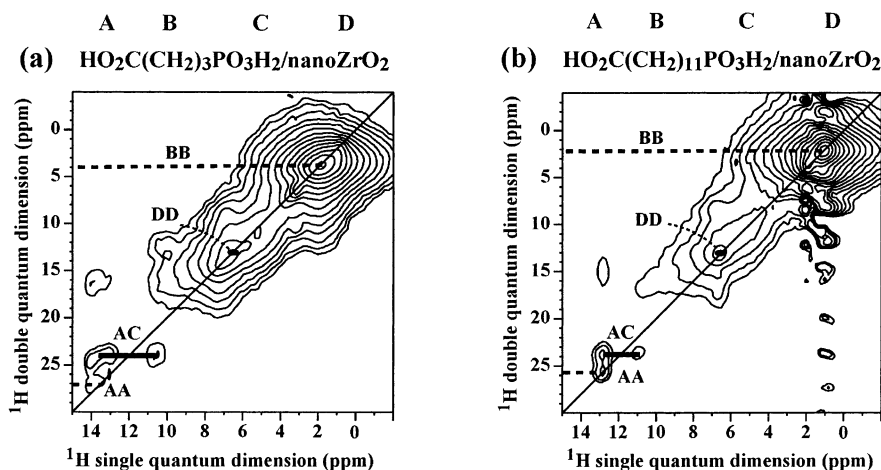 A B C D
(a) HO2C(CH2)3PO3H2/nanoZrO2
BB
DD
AC
AA
0
5
10
15
20
25
14 12 10 8 6 4 2 0
¹H double quantum dimension (ppm)
¹H single quantum dimension (ppm)
A B C D
(b) HO2C(CH2)11PO3H2/nanoZrO2
BB
DD
AC
AA
0
5
10
15
20
25
14 12 10 8 6 4 2 0
¹H double quantum dimension (ppm)
¹H single quantum dimension (ppm)